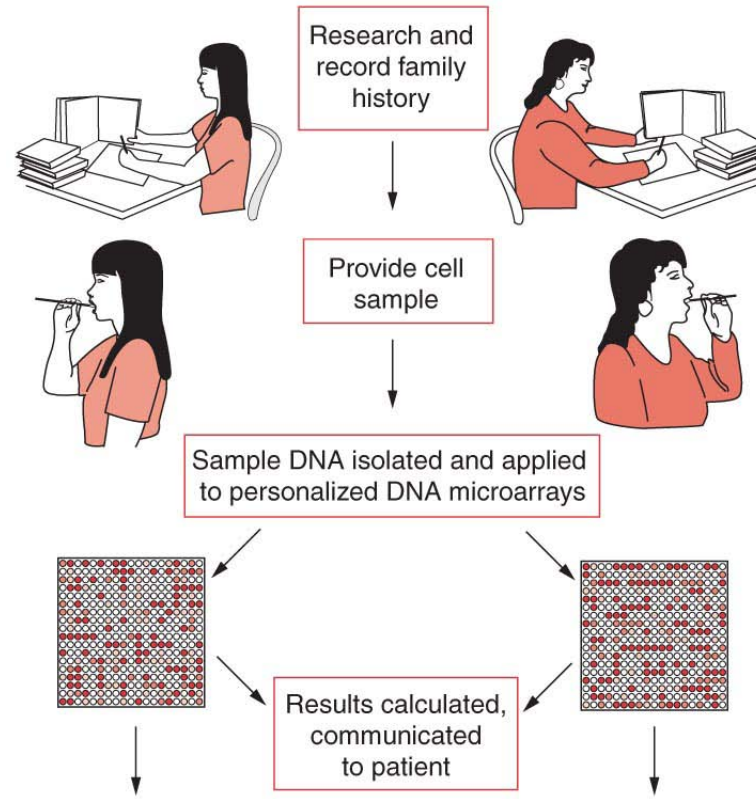 Research and
record family
history
Provide cell
sample
Sample DNA isolated and applied
to personalized DNA microarrays
Results calculated,
communicated
to patient